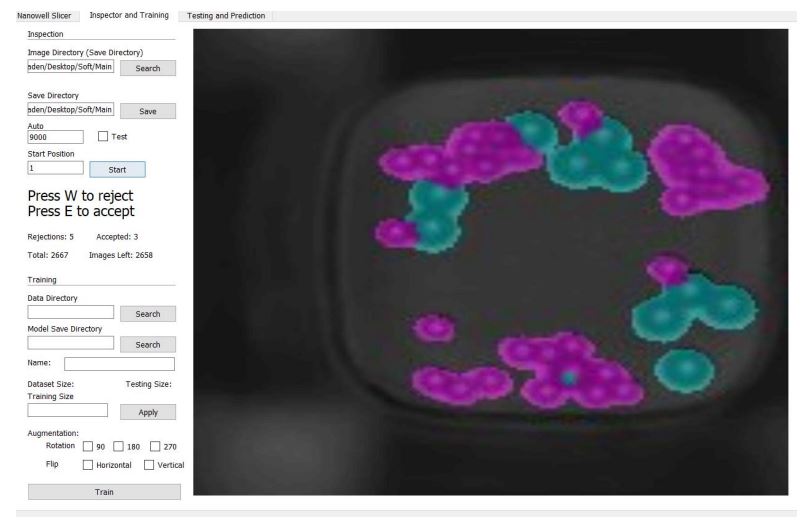 Nanowell Slicer Inspector and Training Testing and Prediction
Inspection
Image Directory (Save Directory)
aden/Desktop/Soft/Main Search
Save Directory
aden/Desktop/Soft/Main Save
Auto
9000 Test
Start Position
1 Start
Press W to reject
Press E to accept
Rejections: 5 Accepted: 3
Total: 2667 Images Left: 2658
Training
Data Directory
Search
Model Save Directory
Search
Name:
Dataset Size: Testing Size:
Training Size
Apply
Augmentation:
Rotation 90 180 270
Flip Horizontal Vertical
Train